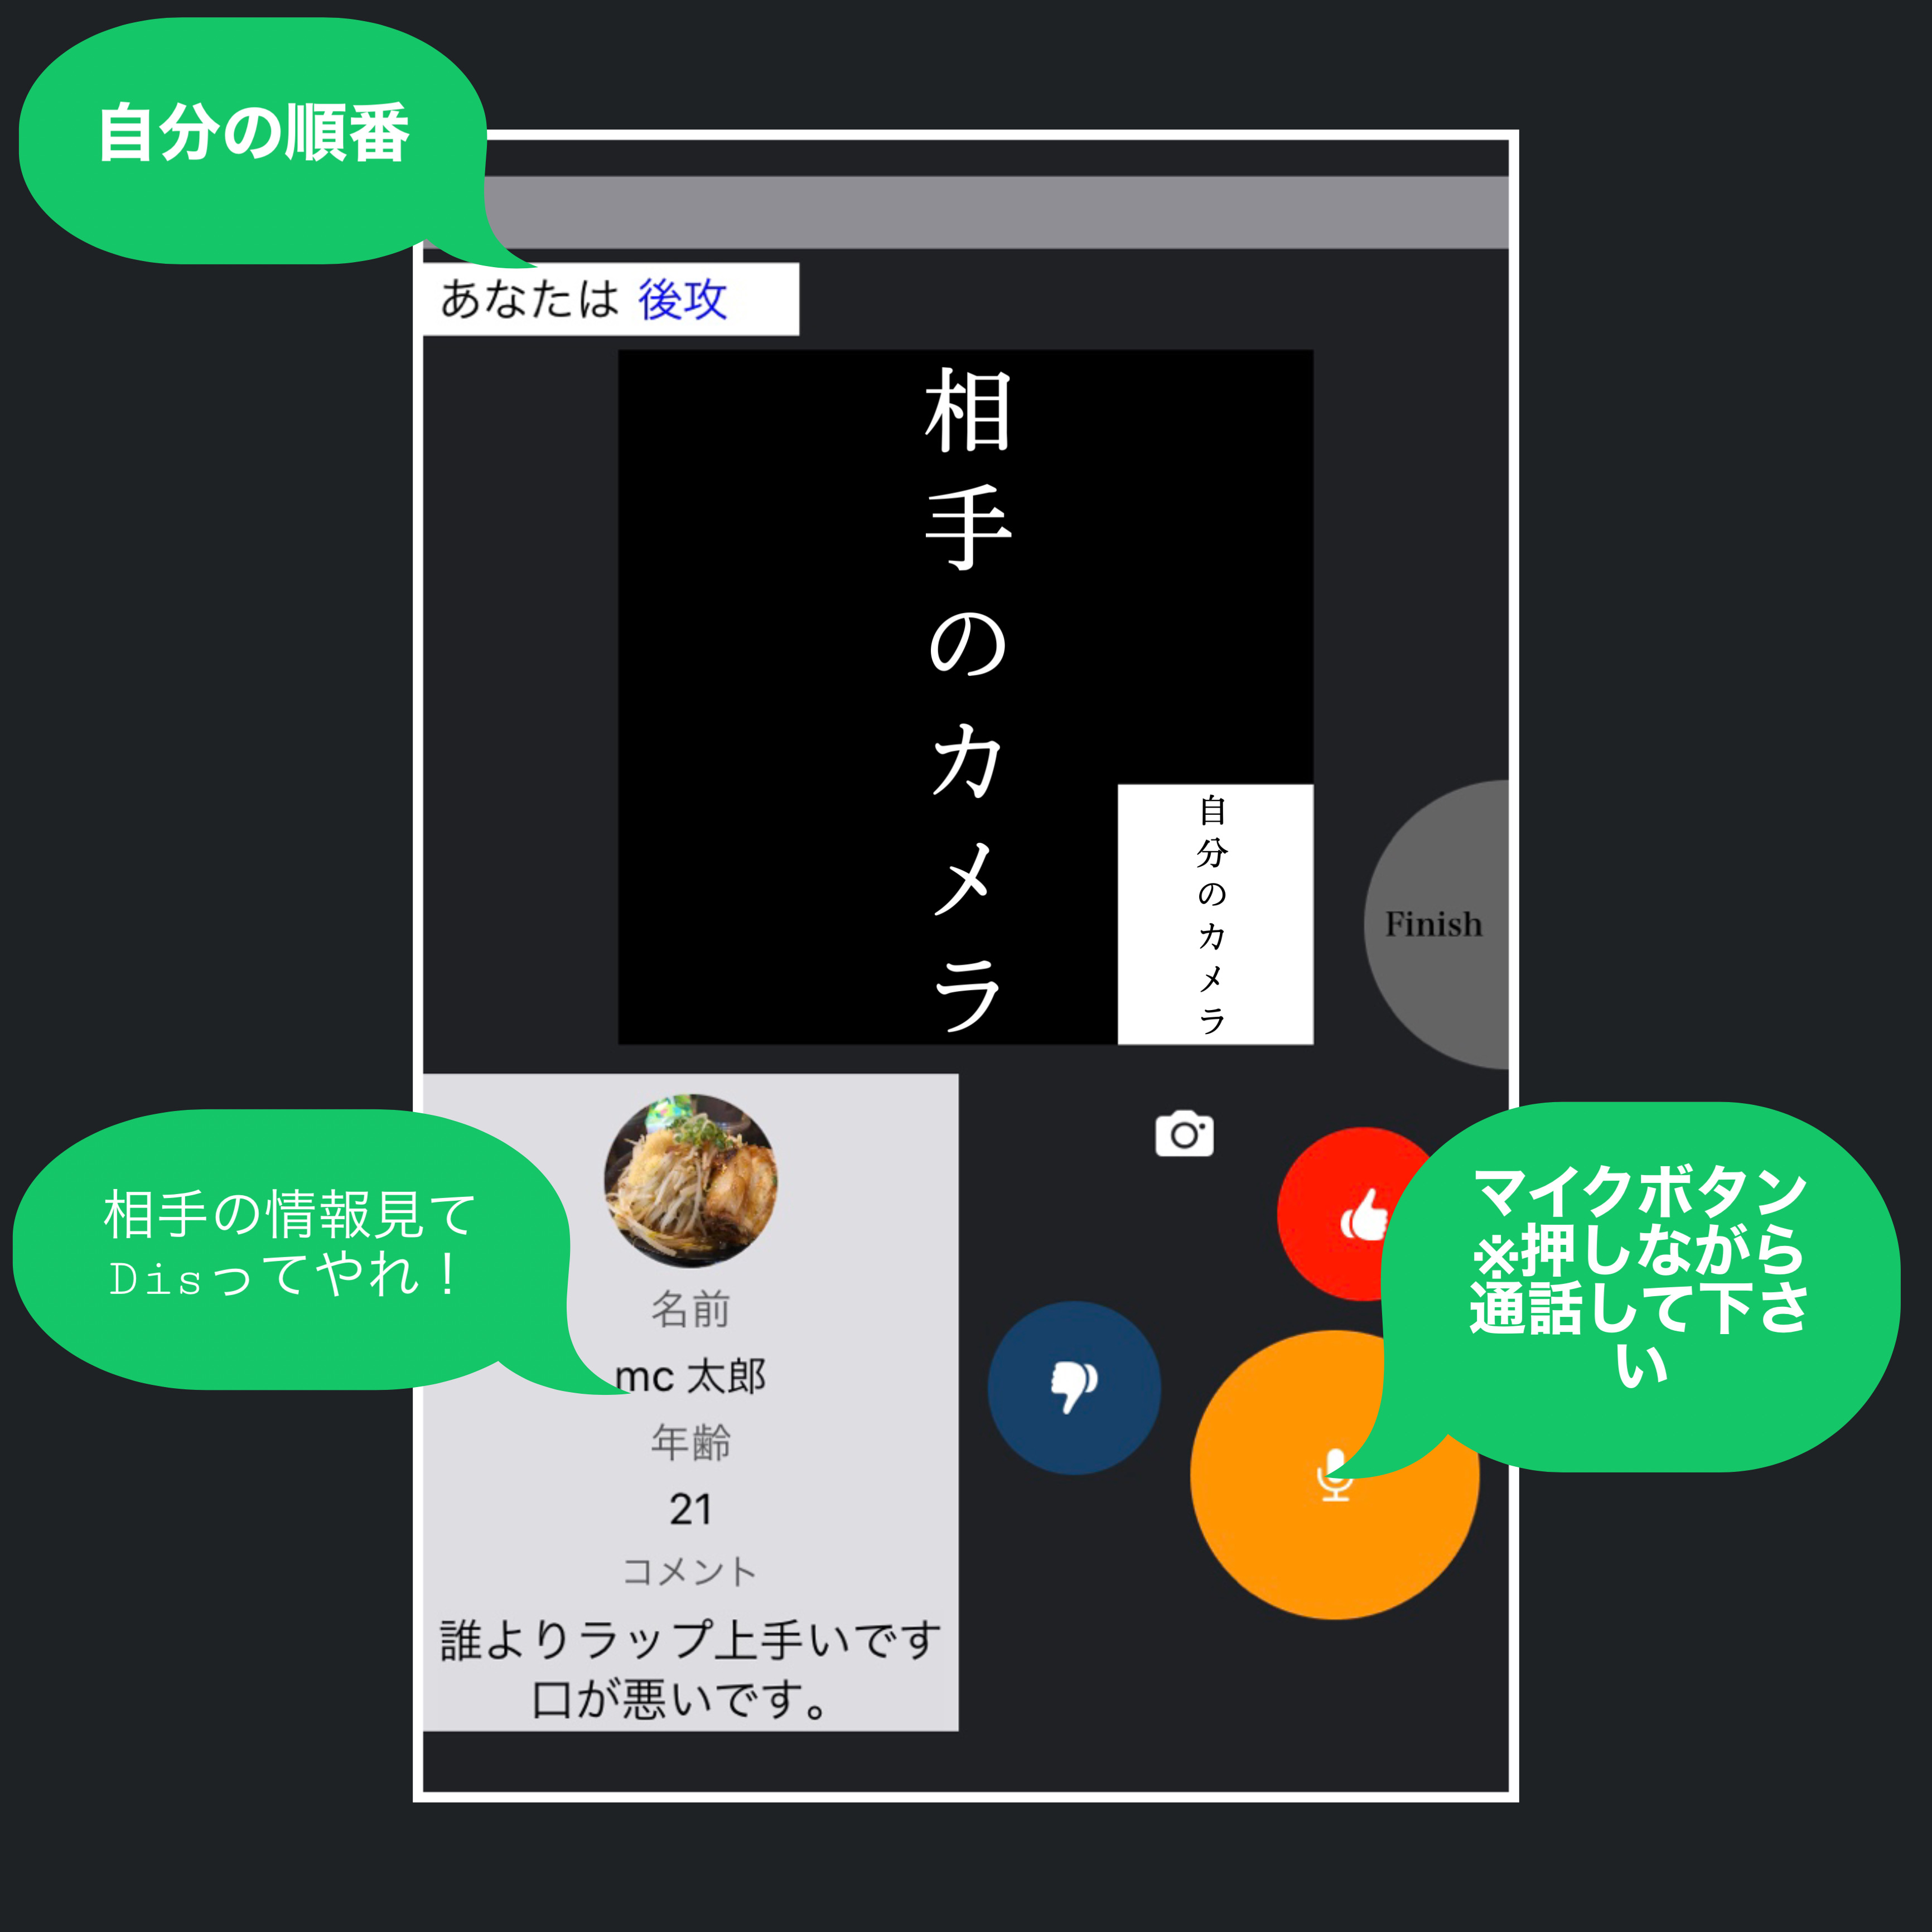 自分の順番
あなたは 後攻
相手のカメラ
自分のカメラ
Finish
相手の情報見て
Disってやれ！
マイクボタン
※押しながら
通話して下さ
い
名前
mc 太郎
年齢
21
コメント
誰よりラップ上手いです
口が悪いです。